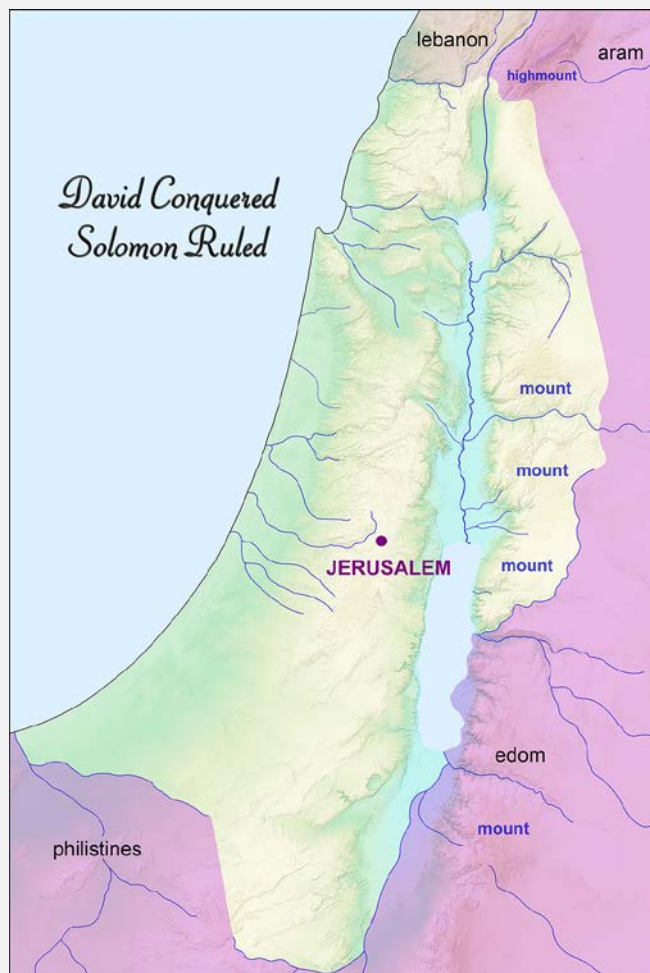 lebanon
aram
highmount
David Conquered
Solomon Ruled
mount
mount
JERUSALEM
mount
edom
mount
philistines